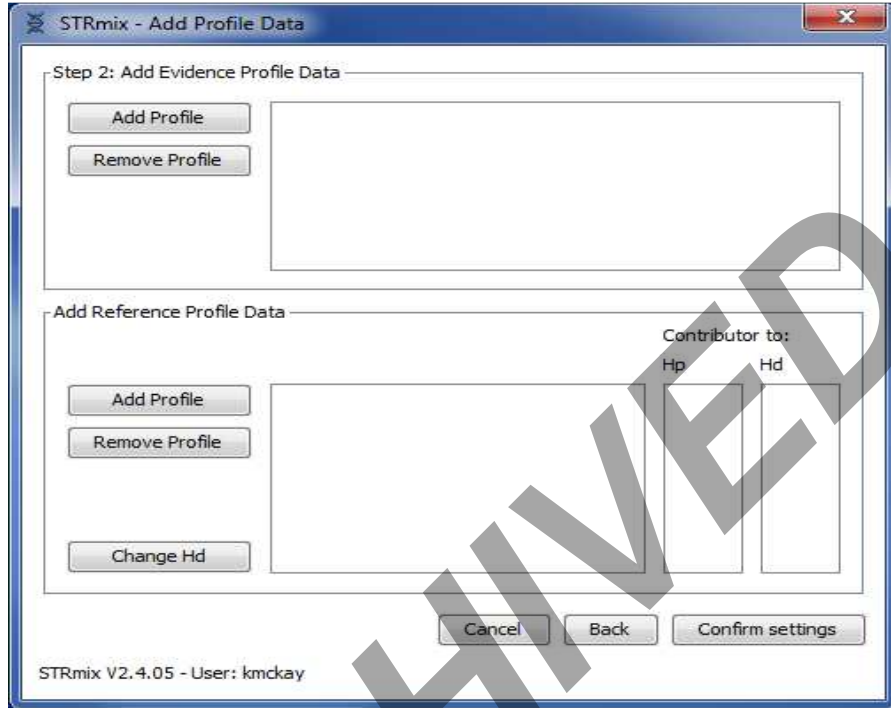 STRmix - Add Profile Data
Step 2: Add Evidence Profile Data
Add Profile
Remove Profile
Add Reference Profile Data
Contributor to:
Hp Hd
Add Profile
Remove Profile
Change Hd
Cancel Back Confirm settings
STRmix V2.4.05 - User: kmckay
HIVED